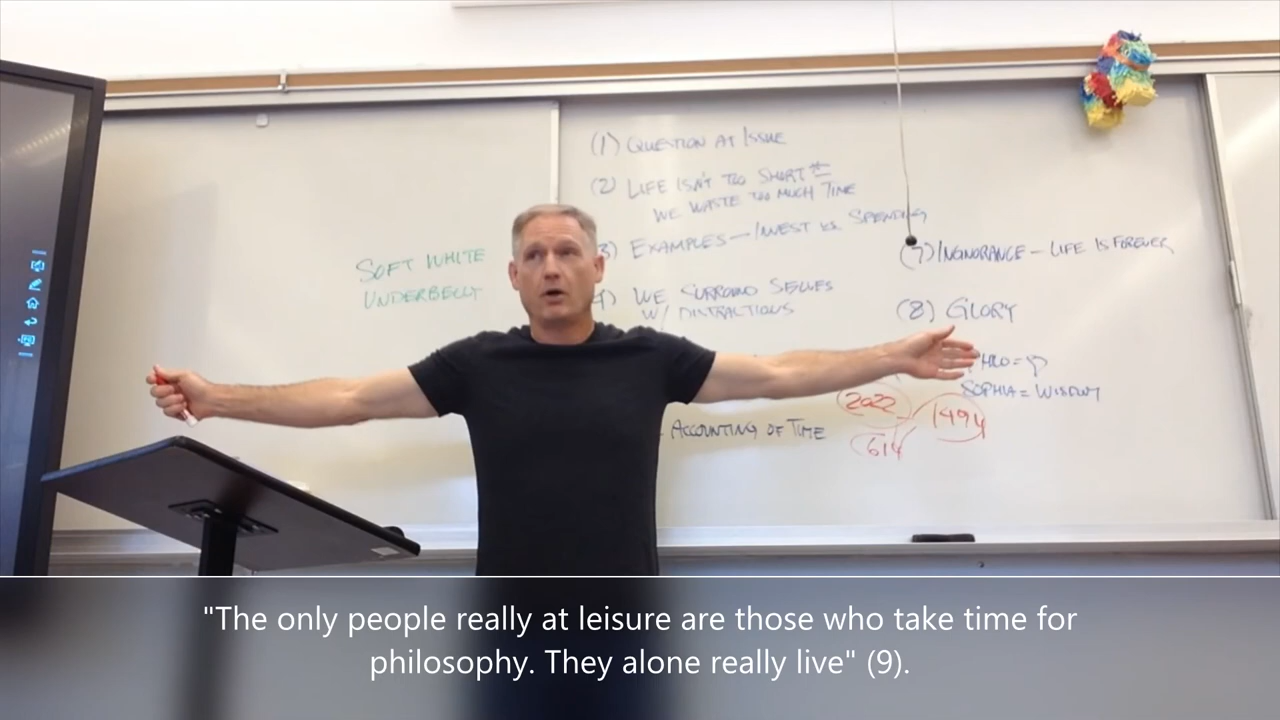 (1) QUESTION AT ISSUE
(2) LIFE ISN'T TOO SHORT
WE WASTE TOO MUCH TIME
3) EXAMPLES — INVEST VS. SPENDING
4) WE SURROUND SELVES
W/ DISTRACTIONS
SOFT WHITE
UNDERBELLY
(7) INGNORANCE — LIFE IS FOREVER
(8) GLORY
SOPHIA = WISDOM
ACCOUNTING OF TIME
2022
1494
614
"The only people really at leisure are those who take time for
philosophy. They alone really live" (9).